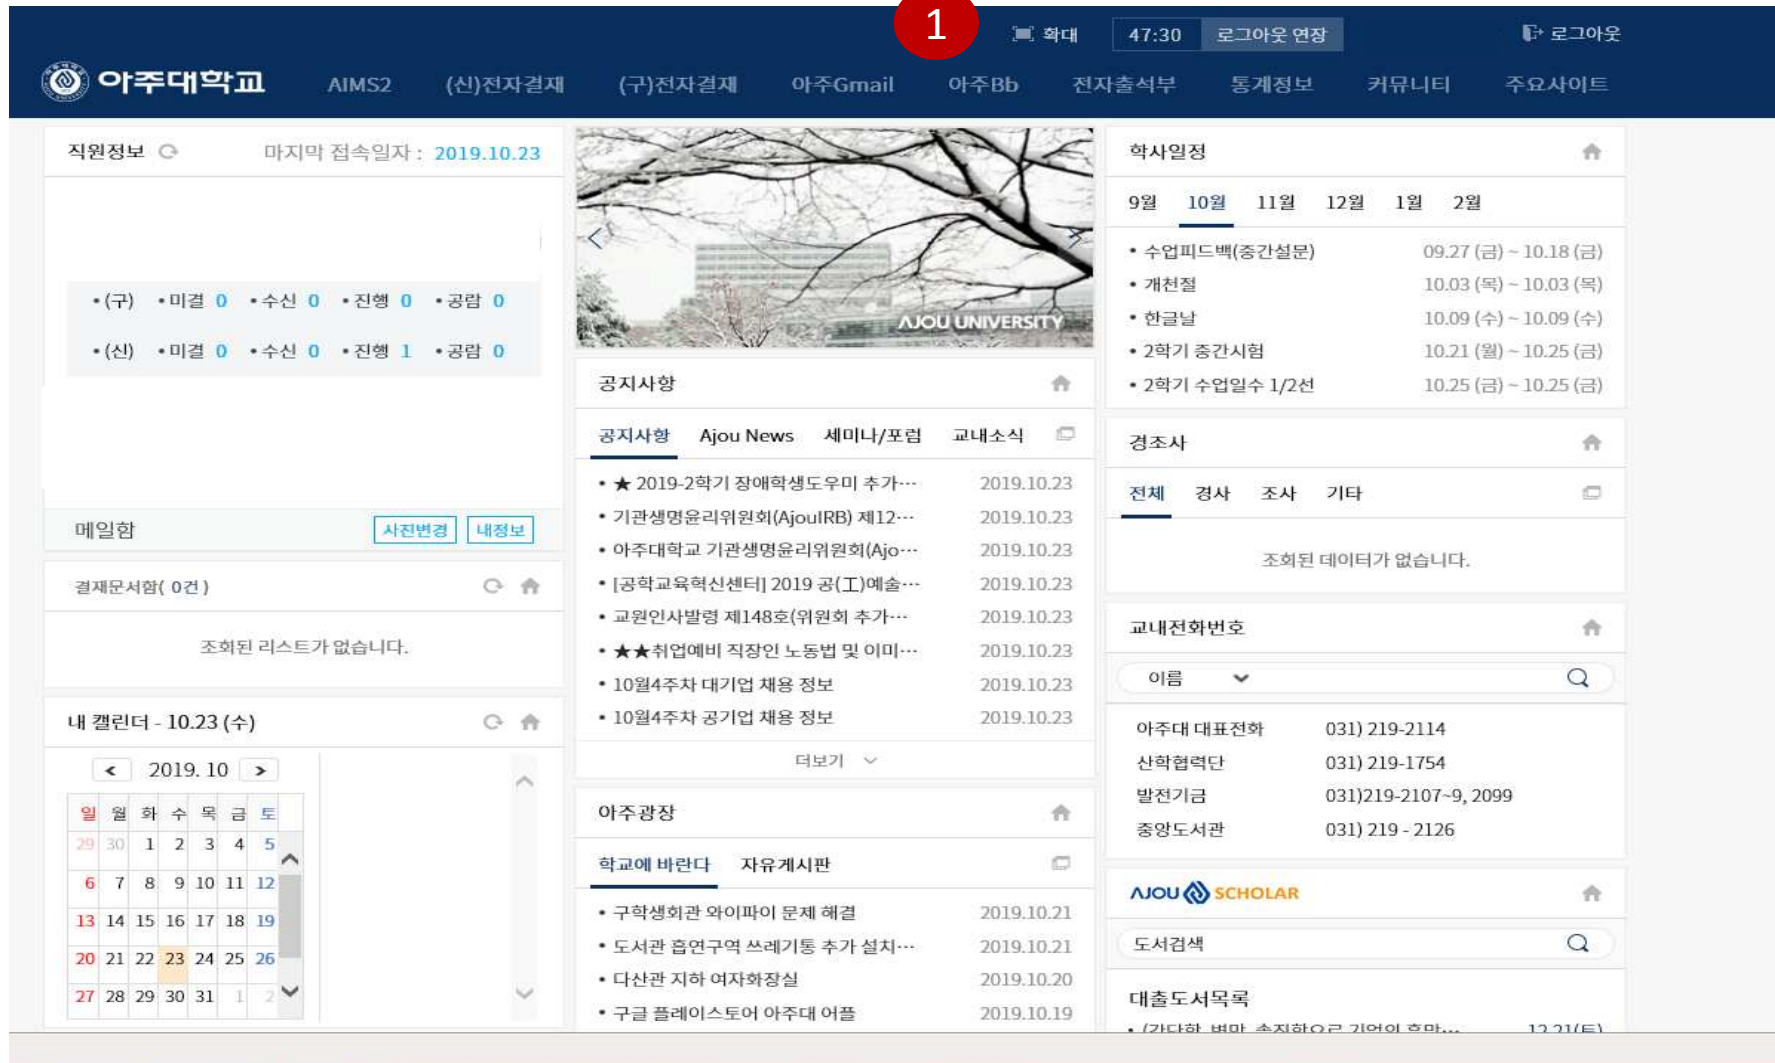 1
확대 47:30 로그아웃 연장 로그아웃
아주대학교 AIMS2 (신)전자결재 (구)전자결재 아주Gmail 아주Bb 전자출석부 통계정보 커뮤니티 주요사이트
직원정보 마지막 접속일자 : 2019.10.23
•(구) •미결 0 •수신 0 •진행 0 •공람 0
•(신) •미결 0 •수신 0 •진행 1 •공람 0
메일함 사진변경 내정보
결재문서함( 0건 )
조회된 리스트가 없습니다.
내 캘린더 - 10.23 (수)
< 2019. 10 >
일 월 화 수 목 금 토
29 30 1 2 3 4 5
6 7 8 9 10 11 12
13 14 15 16 17 18 19
20 21 22 23 24 25 26
27 28 29 30 31 1 2
AJOU UNIVERSITY
공지사항
공지사항 Ajou News 세미나/포럼 교내소식
• ★ 2019-2학기 장애학생도우미 추가… 2019.10.23
• 기관생명윤리위원회(AjouIRB) 제12… 2019.10.23
• 아주대학교 기관생명윤리위원회(Ajo… 2019.10.23
• [공학교육혁신센터] 2019 공(工)예술… 2019.10.23
• 교원인사발령 제148호(위원회 추가… 2019.10.23
• ★★취업예비 직장인 노동법 및 이미… 2019.10.23
• 10월4주차 대기업 채용 정보 2019.10.23
• 10월4주차 공기업 채용 정보 2019.10.23
더보기
아주광장
학교에 바란다 자유게시판
• 구학생회관 와이파이 문제 해결 2019.10.21
• 도서관 흡연구역 쓰레기통 추가 설치… 2019.10.21
• 다산관 지하 여자화장실 2019.10.20
• 구글 플레이스토어 아주대 어플 2019.10.19
학사일정
9월 10월 11월 12월 1월 2월
• 수업피드백(중간설문) 09.27 (금) ~ 10.18 (금)
• 개천절 10.03 (목) ~ 10.03 (목)
• 한글날 10.09 (수) ~ 10.09 (수)
• 2학기 중간시험 10.21 (월) ~ 10.25 (금)
• 2학기 수업일수 1/2선 10.25 (금) ~ 10.25 (금)
경조사
전체 경사 조사 기타
조회된 데이터가 없습니다.
교내전화번호
이름
아주대 대표전화 031) 219-2114
산학협력단 031) 219-1754
발전기금 031)219-2107~9, 2099
중앙도서관 031) 219 - 2126
AJOU SCHOLAR
도서검색
대출도서목록
12.21(토)